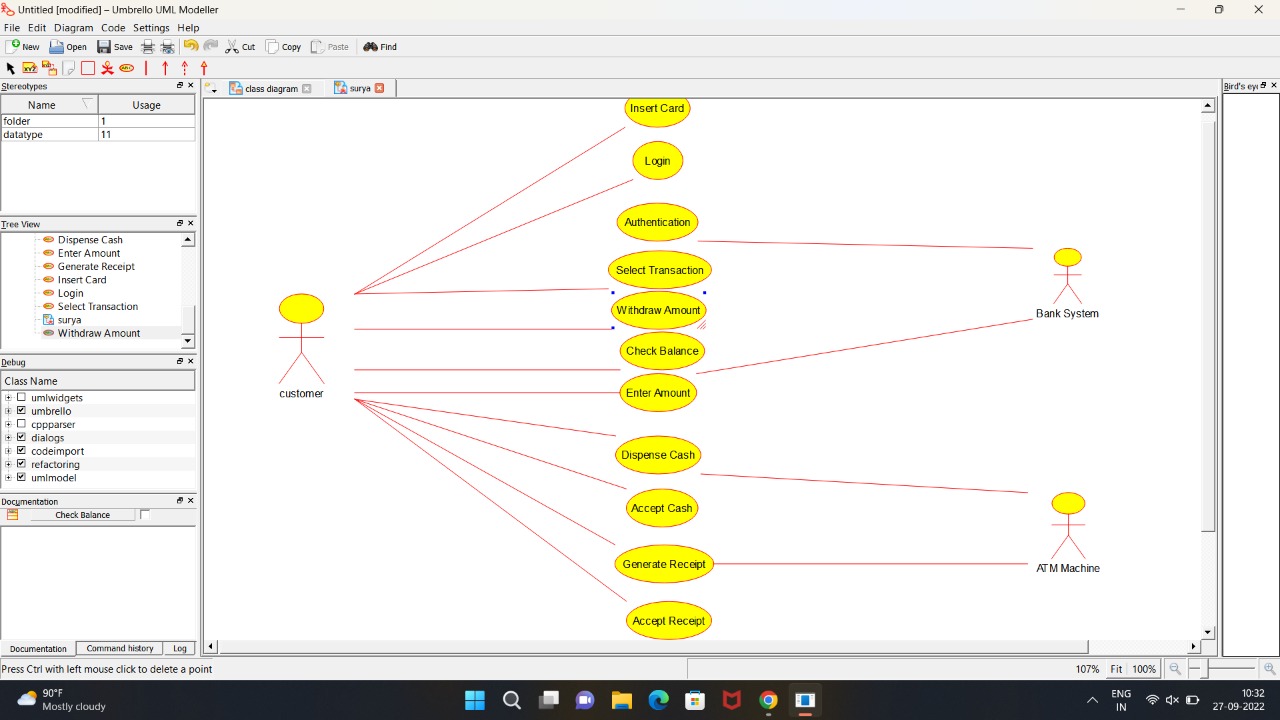 Untitled [modified] – Umbrello UML Modeller
File Edit Diagram Code Settings Help
New Open Save Cut Copy Paste Find
Stereotypes
Name Usage
folder 1
datatype 11
Tree View
Dispense Cash
Enter Amount
Generate Receipt
Insert Card
Login
Select Transaction
surya
Withdraw Amount
Debug
Class Name
umlwidgets
umbrello
cppparser
dialogs
codeimport
refactoring
umlmodel
Documentation
Check Balance
Documentation Command history Log
class diagram surya
Insert Card
Login
Authentication
Select Transaction
Withdraw Amount
Check Balance
Enter Amount
Dispense Cash
Accept Cash
Generate Receipt
Accept Receipt
customer
Bank System
ATM Machine
Bird's ey
Press Ctrl with left mouse click to delete a point
107% Fit 100%
90°F
Mostly cloudy
ENG
IN
10:32
27-09-2022